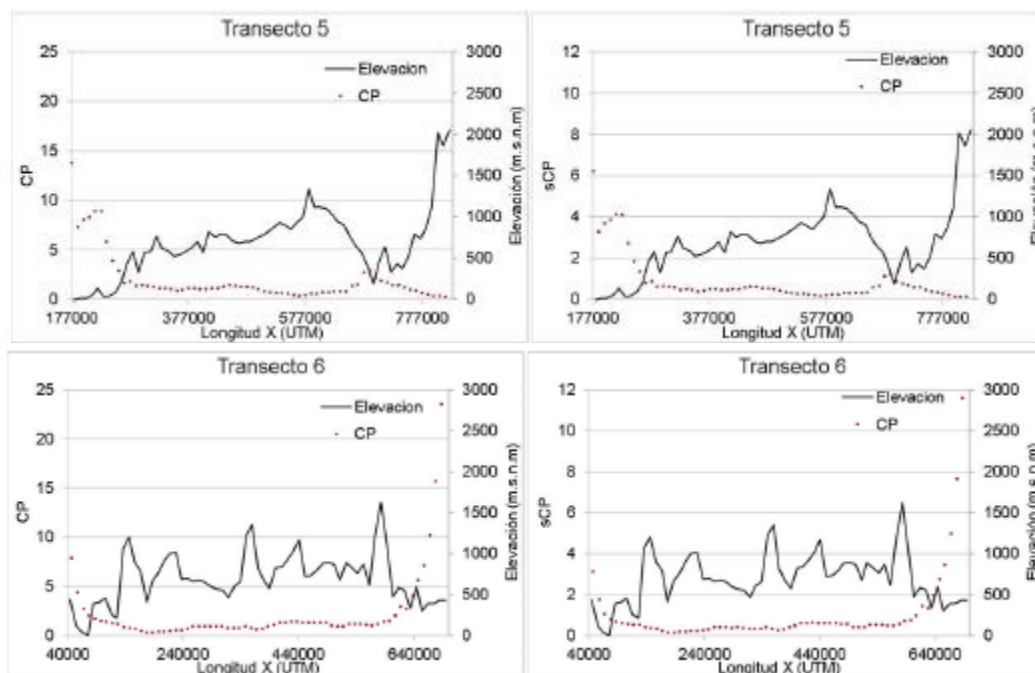 Transecto 5
25
20
15
10
5
0
CP
Elevacion
CP
3000
2500
2000
1500
1000
500
0
Elevación (m.s.n.m)
177000 377000 577000 777000
Longitud X (UTM)
Transecto 5
12
10
8
6
4
2
0
sCP
Elevacion
CP
3000
2500
2000
1500
1000
500
0
Elevación (m.s.n.m)
177000 377000 577000 777000
Longitud X (UTM)
Transecto 6
25
20
15
10
5
0
CP
Elevacion
CP
3000
2500
2000
1500
1000
500
0
Elevación (m.s.n.m)
40000 240000 440000 640000
Longitud X (UTM)
Transecto 6
12
10
8
6
4
2
0
sCP
Elevacion
CP
3000
2500
2000
1500
1000
500
0
Elevación (m.s.n.m)
40000 240000 440000 640000
Longitud X (UTM)